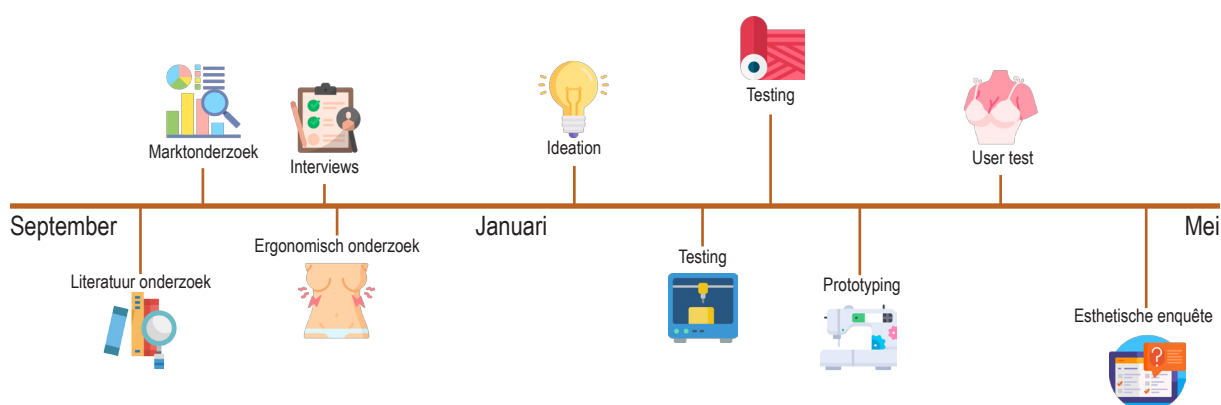 Testing
Marktonderzoek
Interviews
Ideation
User test
September
Januari
Mei
Ergonomisch onderzoek
Literatuur onderzoek
Testing
Prototyping
Esthetische enquête
?